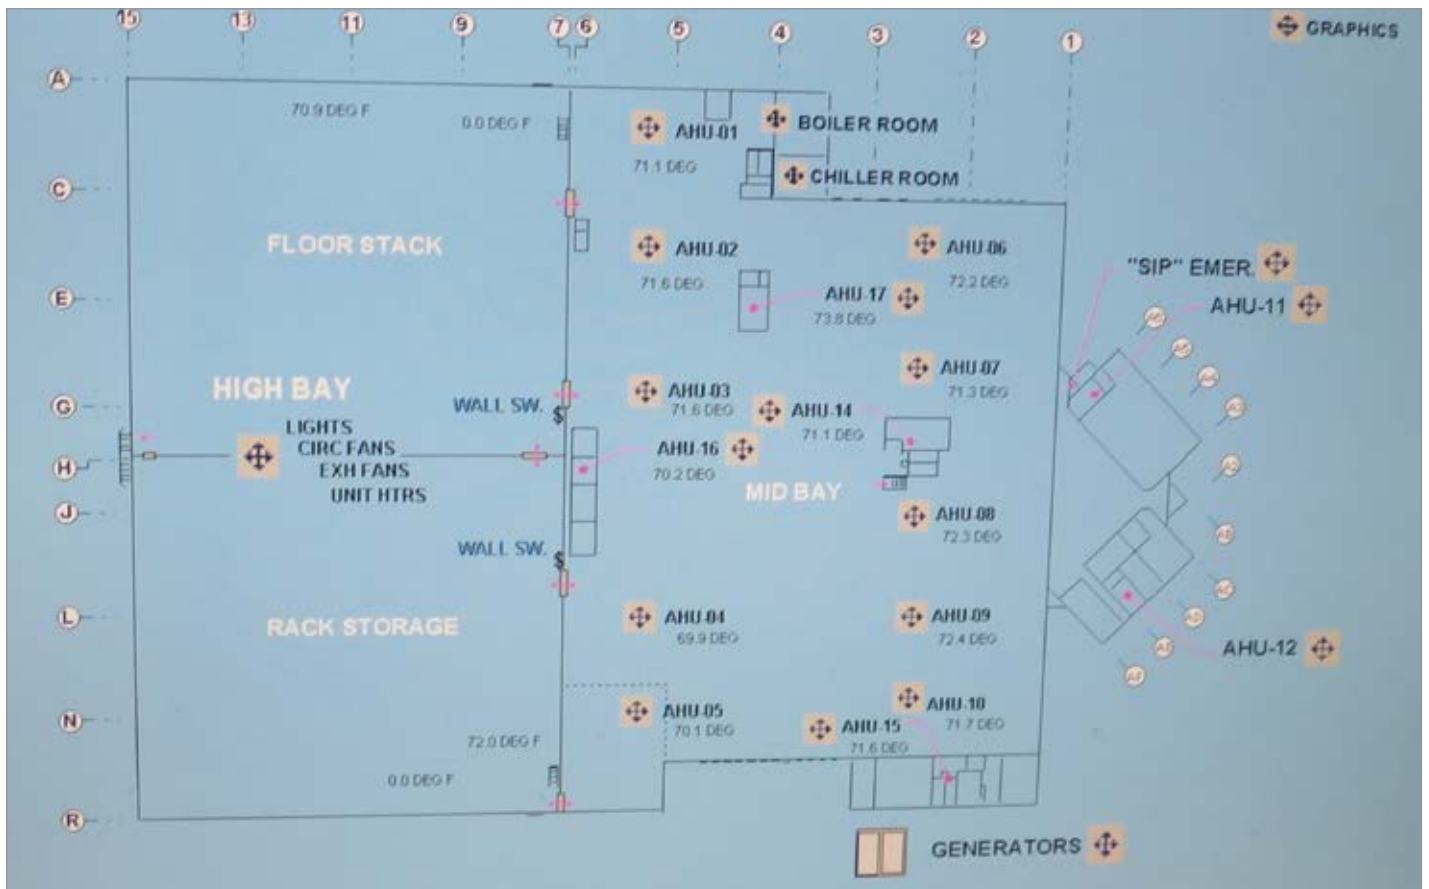 15 13 11 9 7 6 5 4 3 2 1
GRAPHICS
A
70.9 DEG F
0.0 DEG F
AHU-01
71.1 DEG
BOILER ROOM
CHILLER ROOM
C
FLOOR STACK
AHU-02
71.6 DEG
AHU-06
72.2 DEG
"SIP" EMER.
E
AHU-17
73.8 DEG
AHU-11
HIGH BAY
AHU-03
71.6 DEG
AHU-07
71.3 DEG
G
WALL SW.
$
AHU-14
71.1 DEG
LIGHTS
CIRC FANS
EXH FANS
UNIT HTRS
H
AHU-16
70.2 DEG
MID BAY
J
AHU-08
72.3 DEG
WALL SW.
$
L
RACK STORAGE
AHU-04
69.9 DEG
AHU-09
72.4 DEG
AHU-12
N
AHU-05
70.1 DEG
AHU-10
71.7 DEG
AHU-15
71.6 DEG
72.0 DEG F
0.0 DEG F
R
GENERATORS